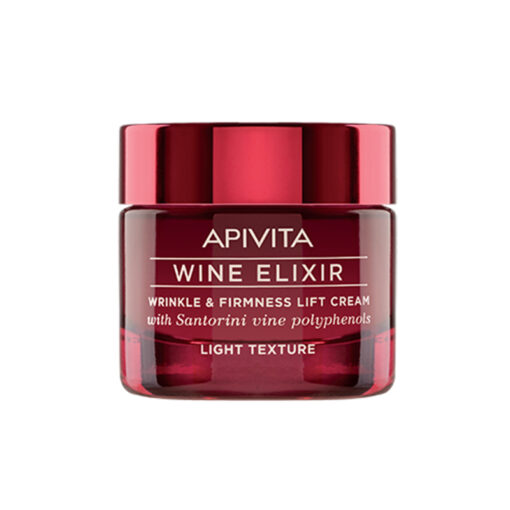 APIVITA
WINE ELIXIR
WRINKLE & FIRMNESS LIFT CREAM
with Santorini vine polyphenols
LIGHT TEXTURE